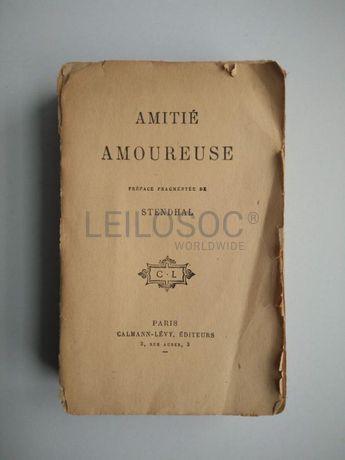 AMITIÉ
AMOUREUSE
PRÉFACE FRAGMENTÉE DE
STENDHAL
LEILOSOC®
WORLDWIDE
C·L
PARIS
CALMANN-LÉVY, ÉDITEURS
3, RUE AUBER, 3